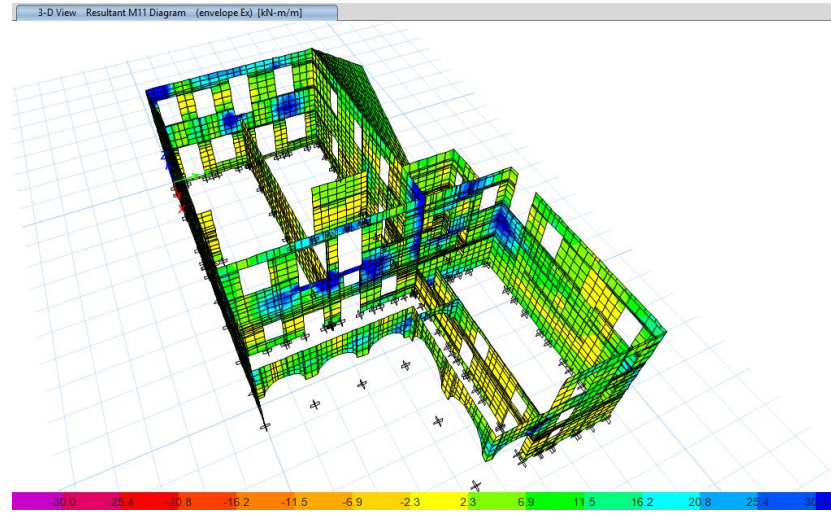 3-D View Resultant M11 Diagram (envelope Ex) [kN-m/m]
Z
X
-30.0 -25.4 -20.8 -16.2 -11.5 -6.9 -2.3 2.3 6.9 11.5 16.2 20.8 25.4